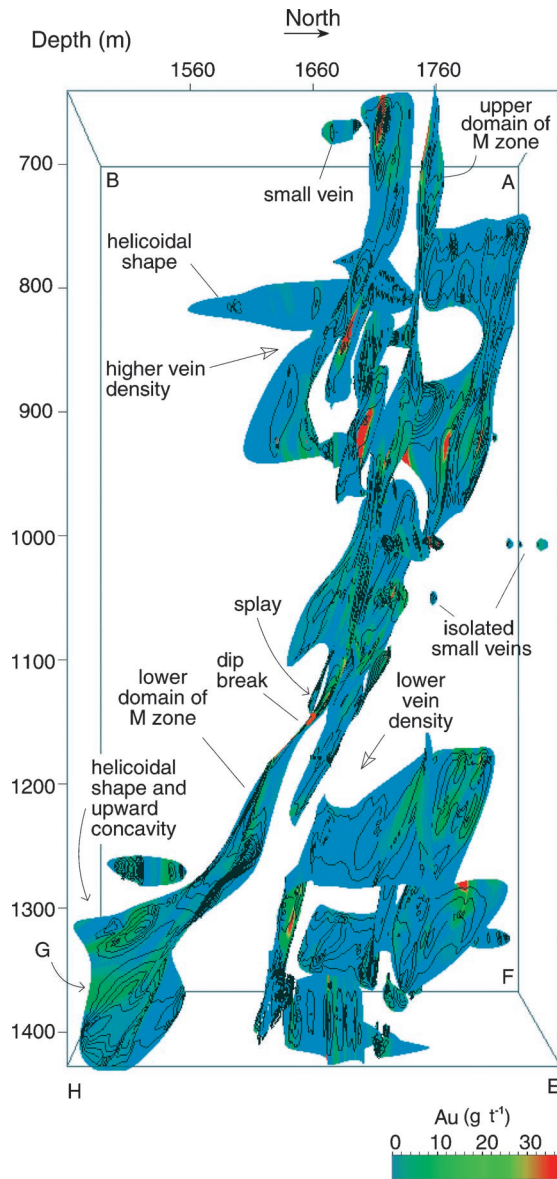 North
Depth (m)
1560 1660 1760
upper
domain of
M zone
700
B
A
small vein
helicoidal
shape
800
higher vein
density
900
1000
isolated
small veins
splay
1100
dip
break
lower
domain of
M zone
lower
vein
density
1200
helicoidal
shape and
upward
concavity
1300
G
F
1400
H
E
Au (g t⁻¹)
0 10 20 30